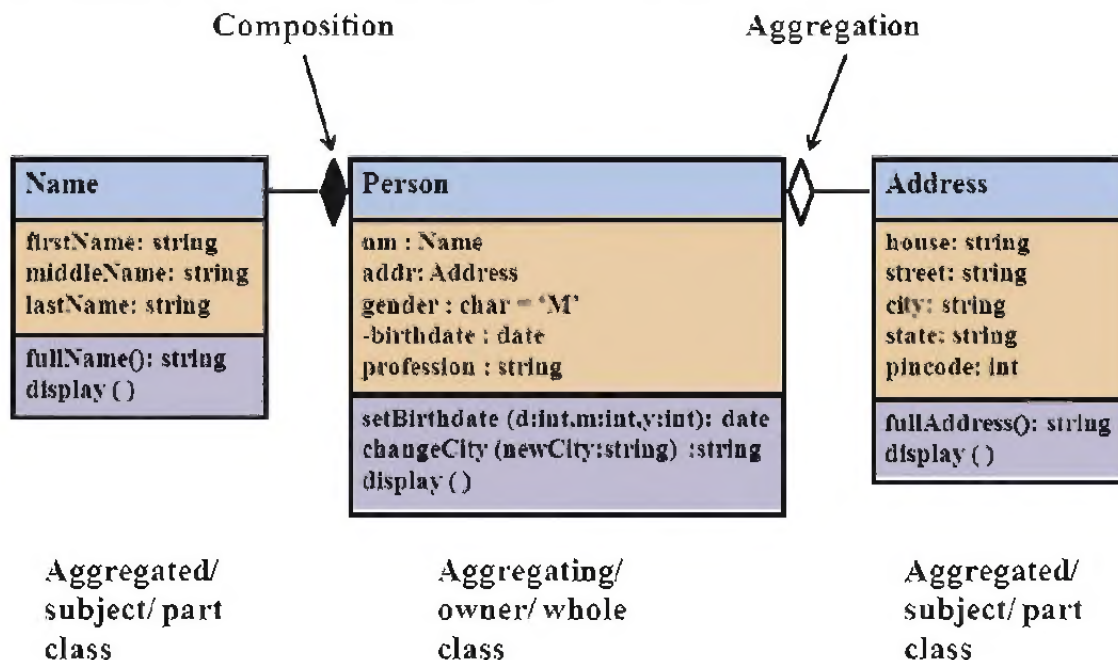 Composition
Aggregation
Name
firstName: string
middleName: string
lastName: string
fullName(): string
display ( )
Person
nm : Name
addr: Address
gender : char = ‘M’
-birthdate : date
profession : string
setBirthdate (d:int,m:int,y:int): date
changeCity (newCity:string) :string
display ( )
Address
house: string
street: string
city: string
state: string
pincode: int
fullAddress(): string
display ( )
Aggregated/
subject/ part
class
Aggregating/
owner/ whole
class
Aggregated/
subject/ part
class